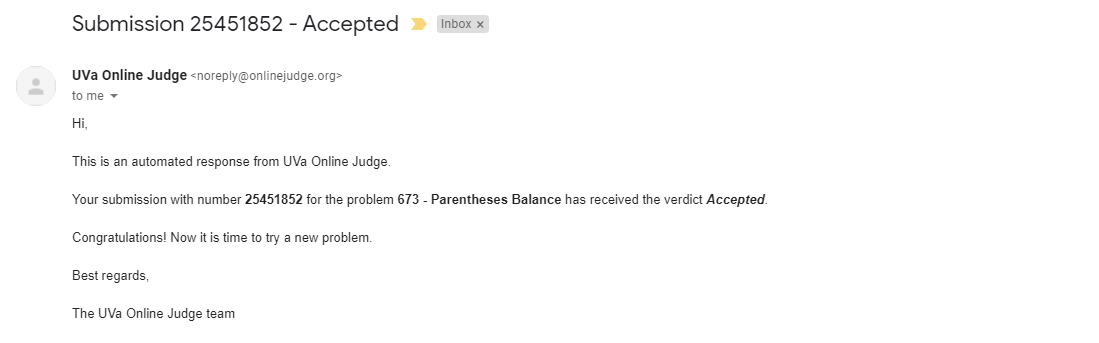 Submission 25451852 - Accepted Inbox ×
UVa Online Judge <noreply@onlinejudge.org>
to me
Hi,
This is an automated response from UVa Online Judge.
Your submission with number 25451852 for the problem 673 - Parentheses Balance has received the verdict Accepted.
Congratulations! Now it is time to try a new problem.
Best regards,
The UVa Online Judge team